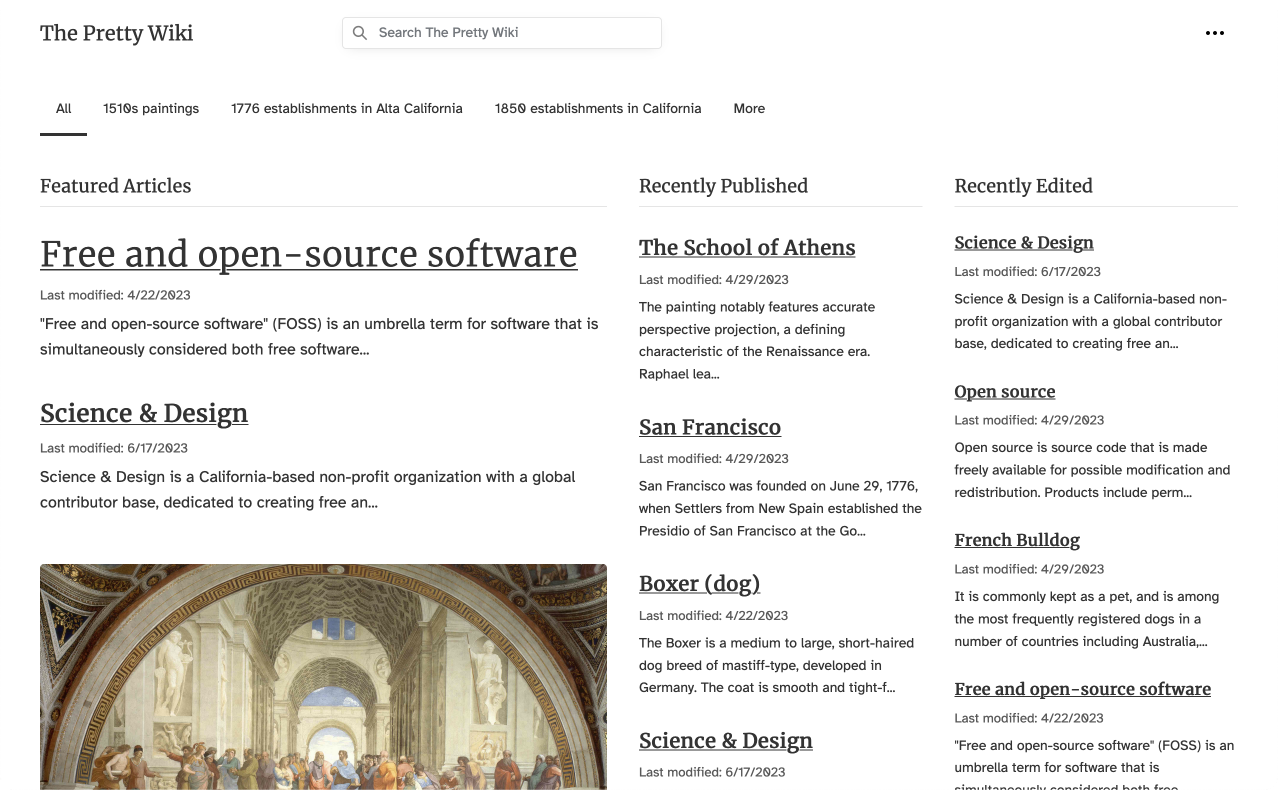 The Pretty Wiki
Search The Pretty Wiki
All
1510s paintings
1776 establishments in Alta California
1850 establishments in California
More
Featured Articles
Free and open-source software
Last modified: 4/22/2023
"Free and open-source software" (FOSS) is an umbrella term for software that is
simultaneously considered both free software...
Science & Design
Last modified: 6/17/2023
Science & Design is a California-based non-profit organization with a global
contributor base, dedicated to creating free an...
Recently Published
The School of Athens
Last modified: 4/29/2023
The painting notably features accurate
perspective projection, a defining
characteristic of the Renaissance era.
Raphael lea...
San Francisco
Last modified: 4/29/2023
San Francisco was founded on June 29, 1776,
when Settlers from New Spain established the
Presidio of San Francisco at the Go...
Boxer (dog)
Last modified: 4/22/2023
The Boxer is a medium to large, short-haired
dog breed of mastiff-type, developed in
Germany. The coat is smooth and tight-f...
Science & Design
Last modified: 6/17/2023
Recently Edited
Science & Design
Last modified: 6/17/2023
Science & Design is a California-based non-
profit organization with a global contributor
base, dedicated to creating free an...
Open source
Last modified: 4/29/2023
Open source is source code that is made
freely available for possible modification and
redistribution. Products include perm...
French Bulldog
Last modified: 4/29/2023
It is commonly kept as a pet, and is among
the most frequently registered dogs in a
number of countries including Australia,...
Free and open-source software
Last modified: 4/22/2023
"Free and open-source software" (FOSS) is an
umbrella term for software that is
simultaneously considered both free